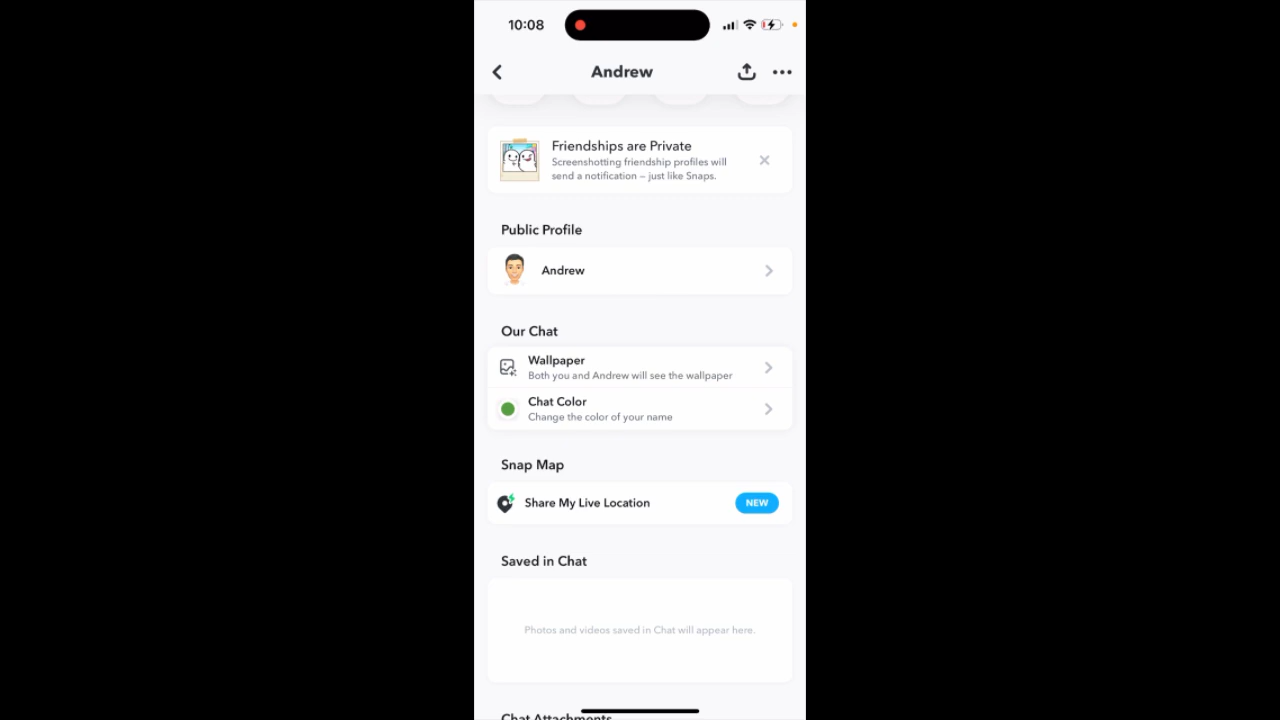 10:08
Andrew
Friendships are Private
Screenshotting friendship profiles will
send a notification – just like Snaps.
Public Profile
Andrew
Our Chat
Wallpaper
Both you and Andrew will see the wallpaper
Chat Color
Change the color of your name
Snap Map
Share My Live Location
NEW
Saved in Chat
Photos and videos saved in Chat will appear here.
Chat Attachments